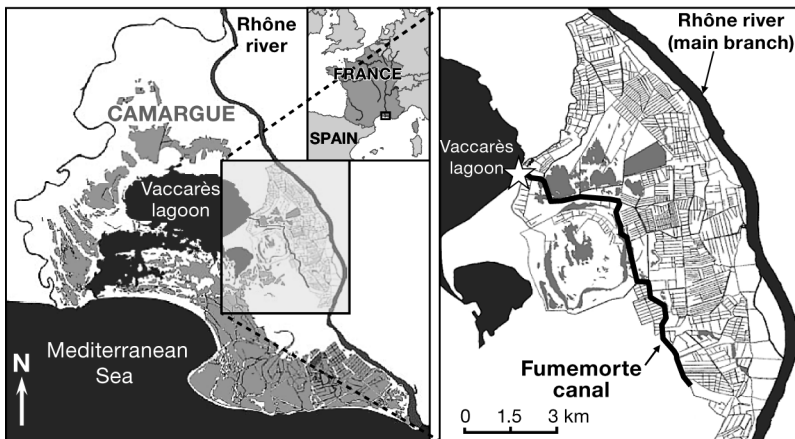 Rhône
river
FRANCE
SPAIN
CAMARGUE
Vaccarès
lagoon
Mediterranean
Sea
N
Rhône river
(main branch)
Vaccarès
lagoon
Fumemorte
canal
0 1.5 3 km